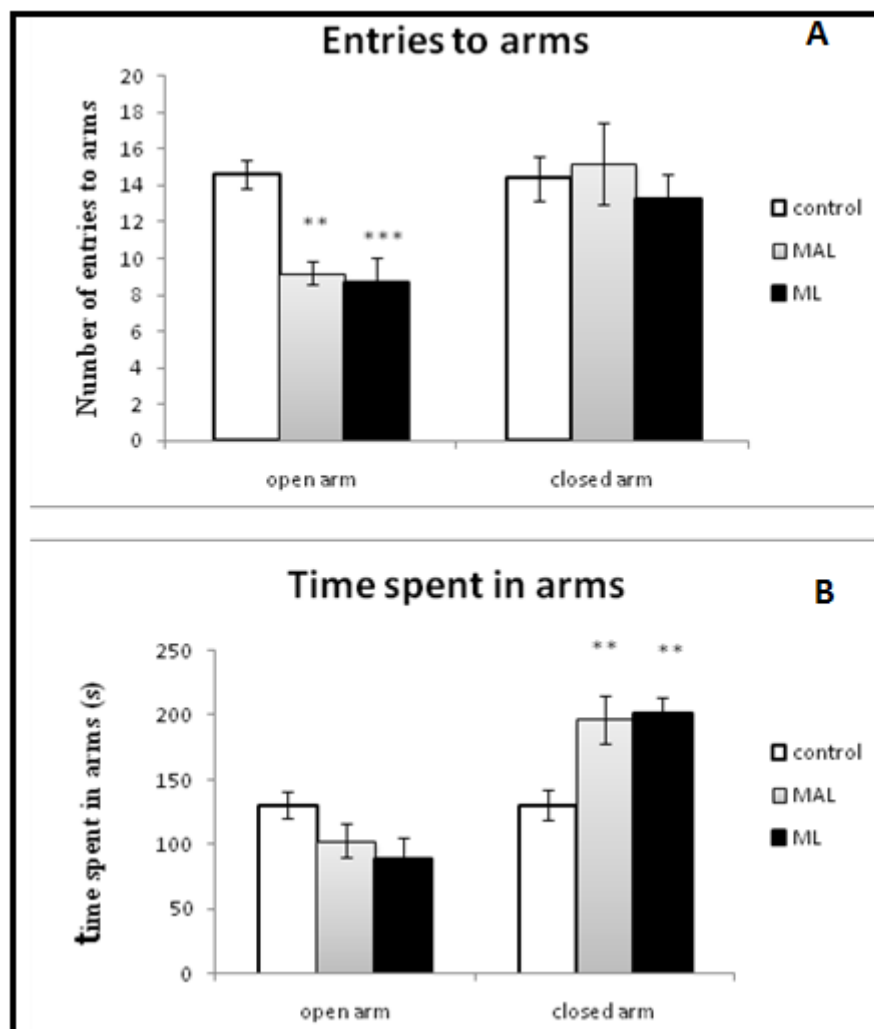 Entries to arms
A
Number of entries to arms
20
18
16
14
12
10
8
6
4
2
0
**
***
open arm
closed arm
control
MAL
ML
Time spent in arms
B
time spent in arms (s)
250
200
150
100
50
0
**
**
open arm
closed arm
control
MAL
ML